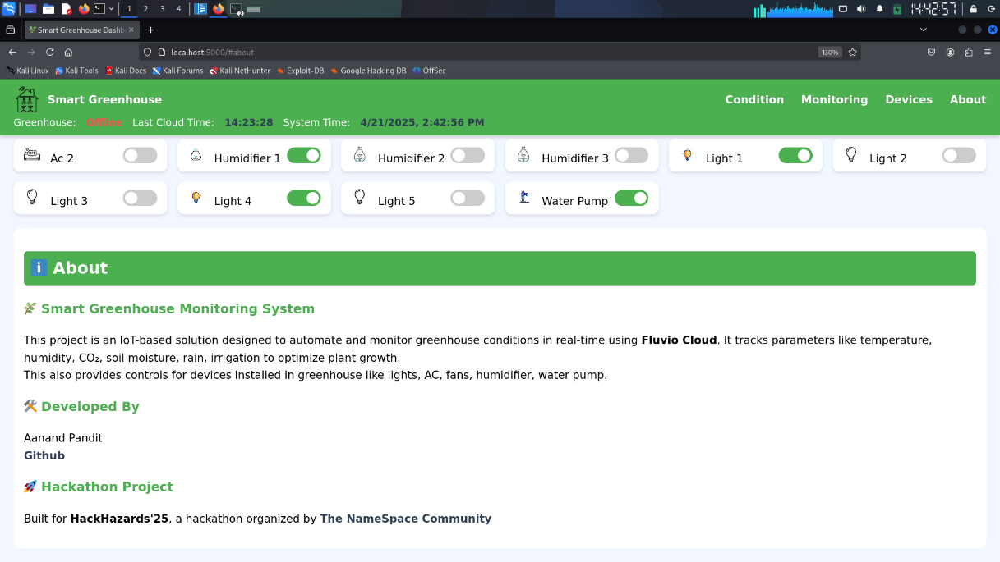 1 2 3 4 2 14:42:57
Smart Greenhouse Dashb
localhost:5000/#about 130%
Kali Linux Kali Tools Kali Docs Kali Forums Kali NetHunter Exploit-DB Google Hacking DB OffSec
Smart Greenhouse Condition Monitoring Devices About
Greenhouse: Offline Last Cloud Time: 14:23:28 System Time: 4/21/2025, 2:42:56 PM
Ac 2 Humidifier 1 Humidifier 2 Humidifier 3 Light 1 Light 2
Light 3 Light 4 Light 5 Water Pump
ℹ️ About
🌿 Smart Greenhouse Monitoring System
This project is an IoT-based solution designed to automate and monitor greenhouse conditions in real-time using Fluvio Cloud. It tracks parameters like temperature,
humidity, CO₂, soil moisture, rain, irrigation to optimize plant growth.
This also provides controls for devices installed in greenhouse like lights, AC, fans, humidifier, water pump.
🛠️ Developed By
Aanand Pandit
Github
🚀 Hackathon Project
Built for HackHazards'25, a hackathon organized by The NameSpace Community